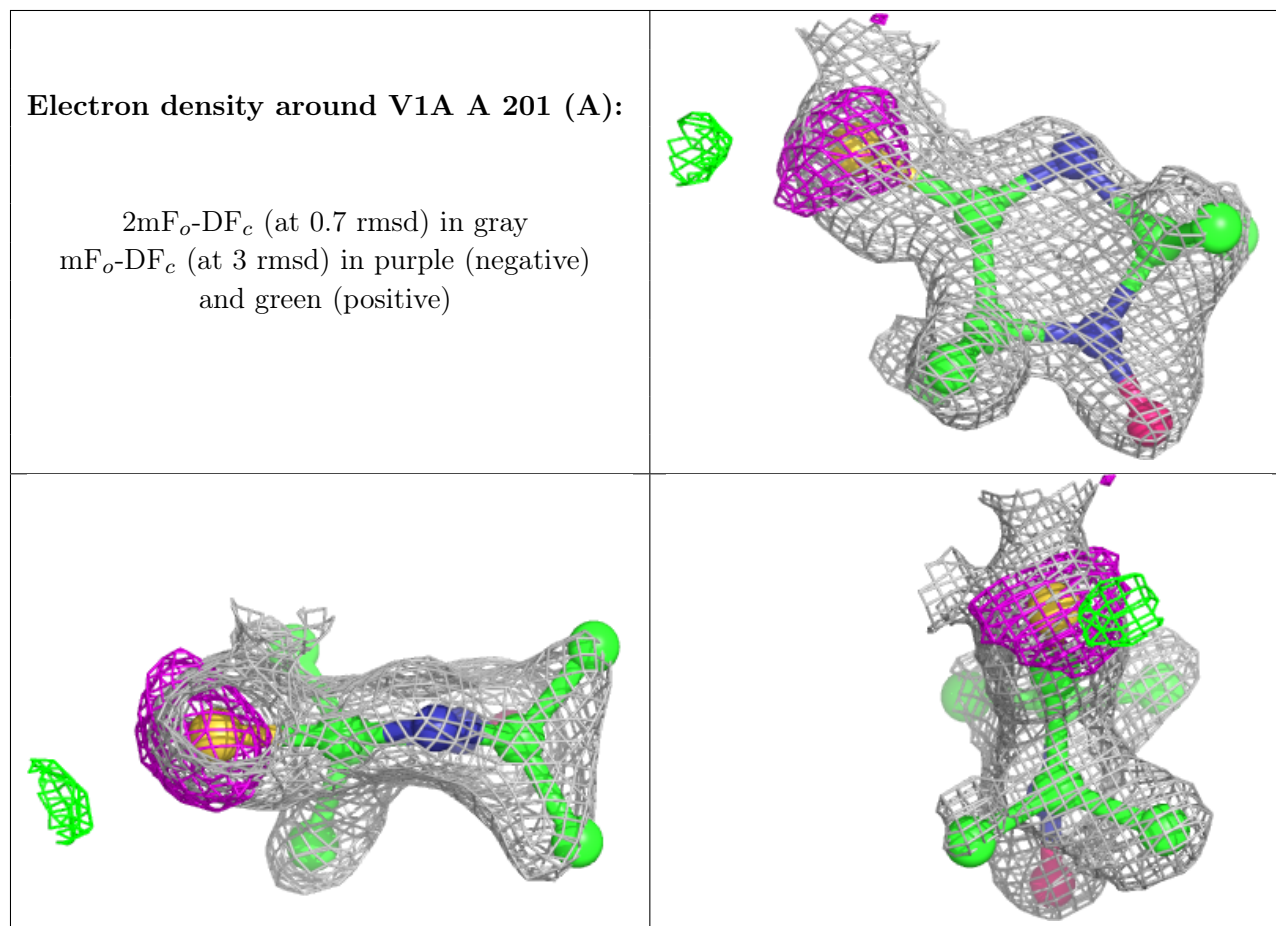 Electron density around V1A A 201 (A):
2mFo-DFc (at 0.7 rmsd) in gray
mFo-DFc (at 3 rmsd) in purple (negative)
and green (positive)